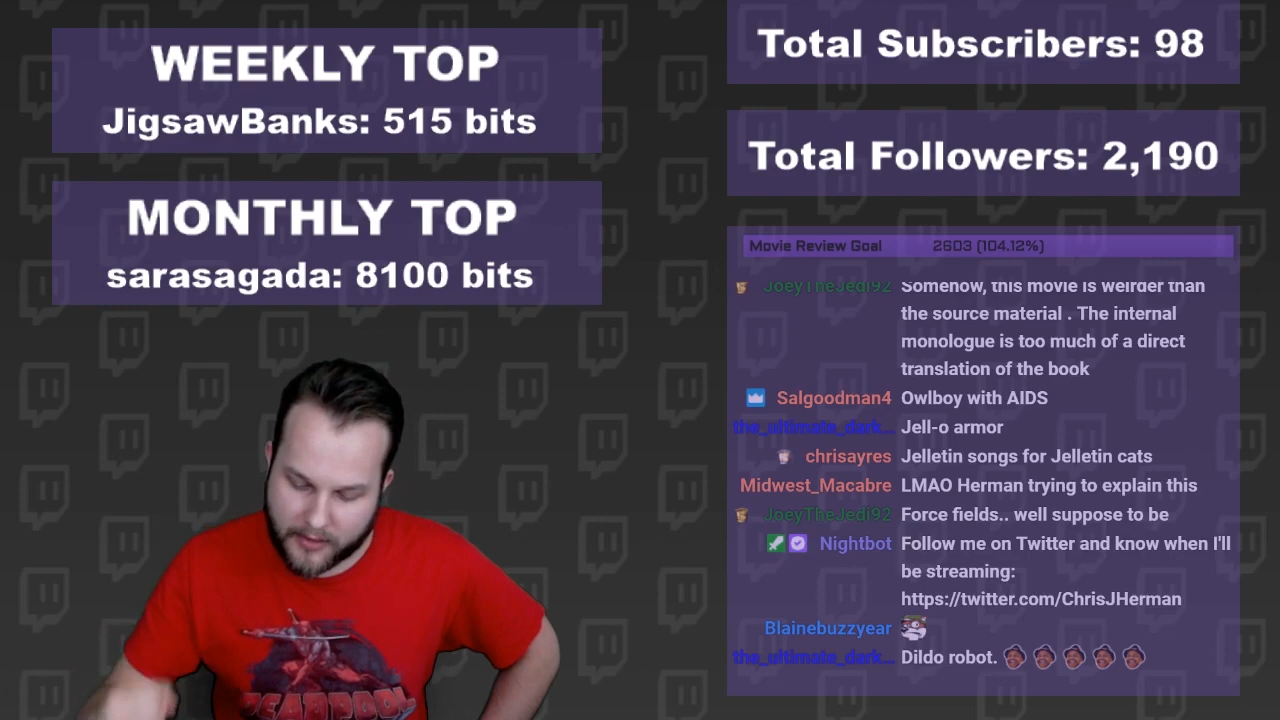 WEEKLY TOP
JigsawBanks: 515 bits
MONTHLY TOP
sarasagada: 8100 bits
Total Subscribers: 98
Total Followers: 2,190
Movie Review Goal 2603 (104.12%)
JoeyTheJedi92 Somehow, this movie is weirder than
the source material . The internal
monologue is too much of a direct
translation of the book
Salgoodman4 Owlboy with AIDS
the_ultimate_dark... Jell-o armor
chrisayres Jelletin songs for Jelletin cats
Midwest_Macabre LMAO Herman trying to explain this
JoeyTheJedi92 Force fields.. well suppose to be
Nightbot Follow me on Twitter and know when I'll
be streaming:
https://twitter.com/ChrisJHerman
Blainebuzzyear
the_ultimate_dark... Dildo robot.
DEADPOOL